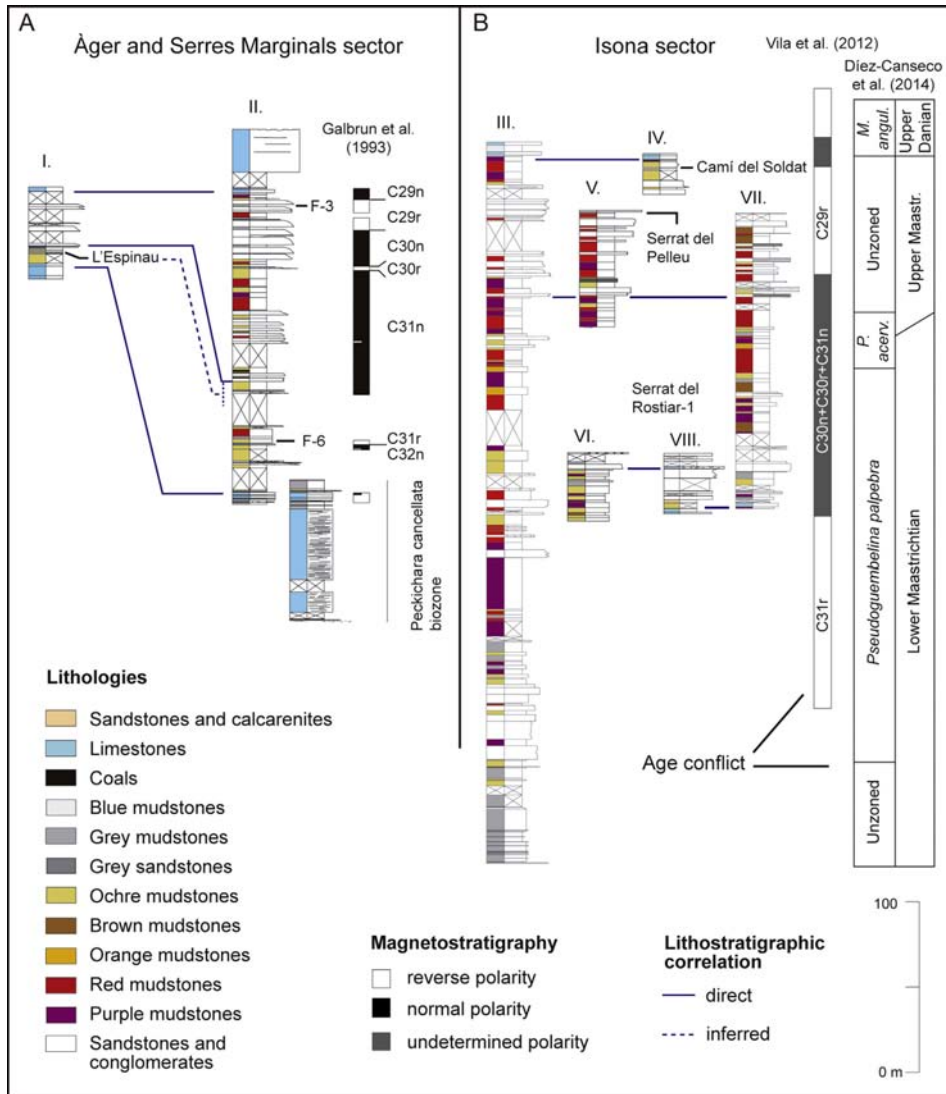 A
Àger and Serres Marginals sector
I.
II.
Galbrun et al.
(1993)
C29n
F-3
C29r
C30n
L'Espinau
C30r
C31n
F-6
C31r
C32n
Peckichara cancellata
biozone
B
Isona sector
Vila et al. (2012)
Díez-Canseco
et al. (2014)
III.
IV.
Camí del Soldat
V.
VII.
Serrat del
Pelleu
Serrat del
Rostiar-1
VI.
VIII.
C29r
C30n+C30r+C31n
C31r
M.
angul.
Unzoned
P.
acerv.
Pseudoguembelina palpebra
Unzoned
Upper
Danian
Upper Maastr.
Lower Maastrichtian
Age conflict
Lithologies
Sandstones and calcarenites
Limestones
Coals
Blue mudstones
Grey mudstones
Grey sandstones
Ochre mudstones
Brown mudstones
Orange mudstones
Red mudstones
Purple mudstones
Sandstones and
conglomerates
Magnetostratigraphy
reverse polarity
normal polarity
undetermined polarity
Lithostratigraphic
correlation
direct
inferred
100
0 m